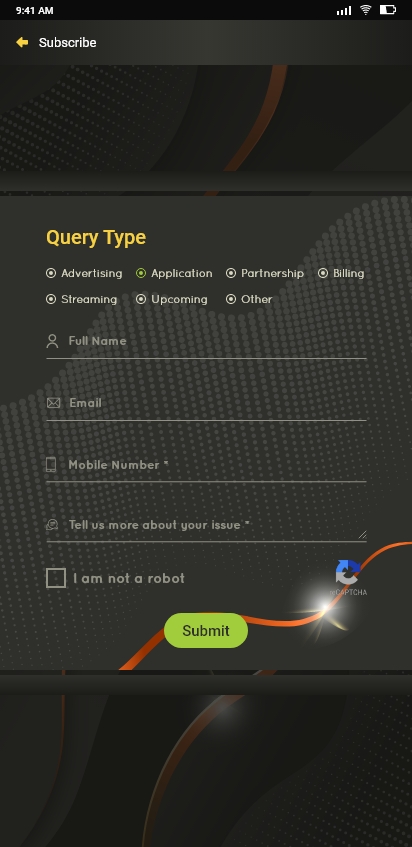 9:41 AM
Subscribe
Query Type
Advertising Application Partnership Billing
Streaming Upcoming Other
Full Name
Email
Mobile Number *
Tell us more about your issue *
I am not a robot
reCAPTCHA
Submit